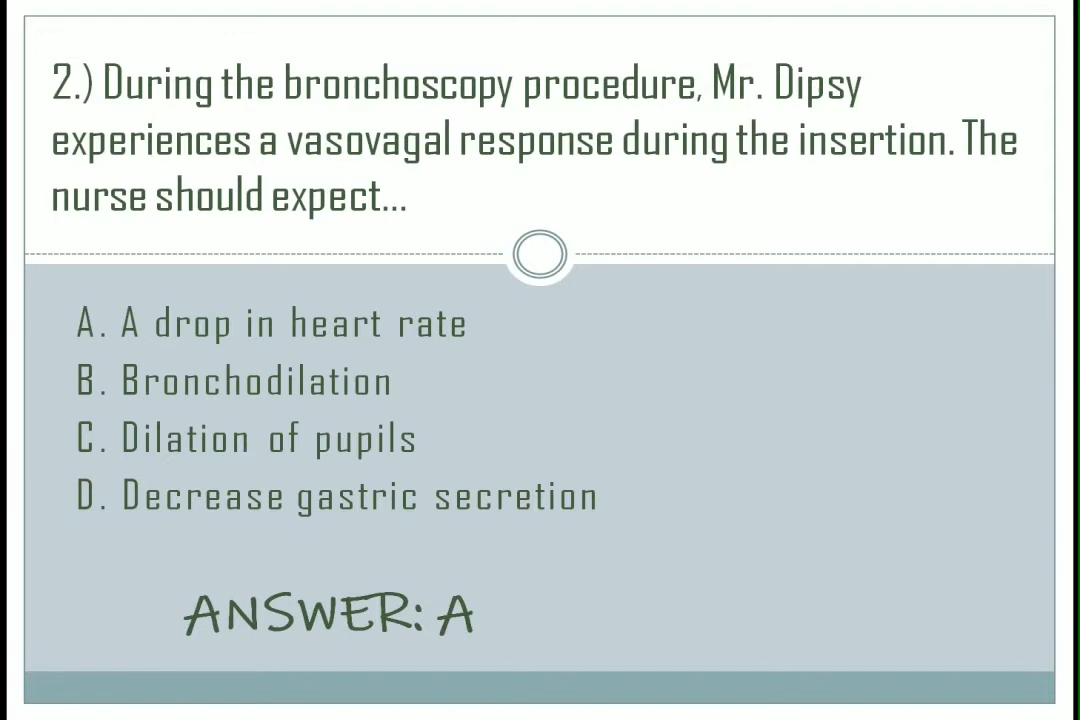 2.) During the bronchoscopy procedure, Mr. Dipsy
experiences a vasovagal response during the insertion. The
nurse should expect...
A. A drop in heart rate
B. Bronchodilation
C. Dilation of pupils
D. Decrease gastric secretion
ANSWER: A